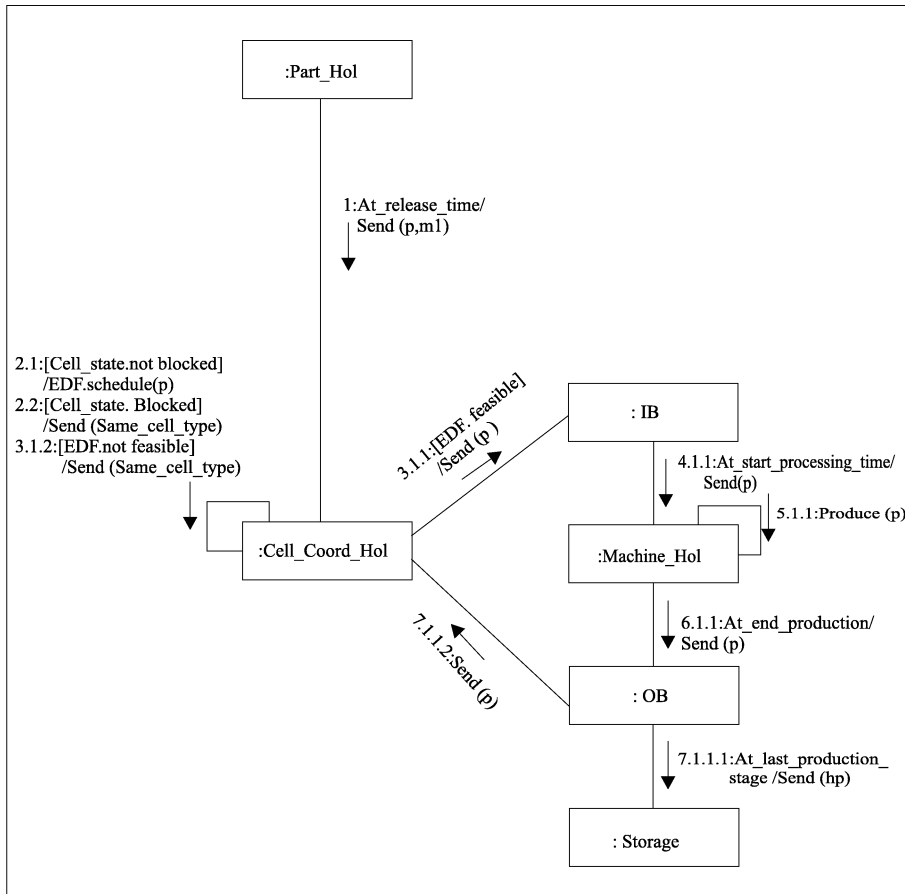 :Part_Hol
1:At_release_time/
Send (p,m1)
2.1:[Cell_state.not blocked]
/EDF.schedule(p)
2.2:[Cell_state. Blocked]
/Send (Same_cell_type)
3.1.2:[EDF.not feasible]
/Send (Same_cell_type)
3.1.1:[EDF. feasible]
/Send (p )
: IB
4.1.1:At_start_processing_time/
Send(p)
5.1.1:Produce (p)
:Cell_Coord_Hol
:Machine_Hol
6.1.1:At_end_production/
Send (p)
7.1.1.2:Send (p)
: OB
7.1.1.1:At_last_production_
stage /Send (hp)
: Storage